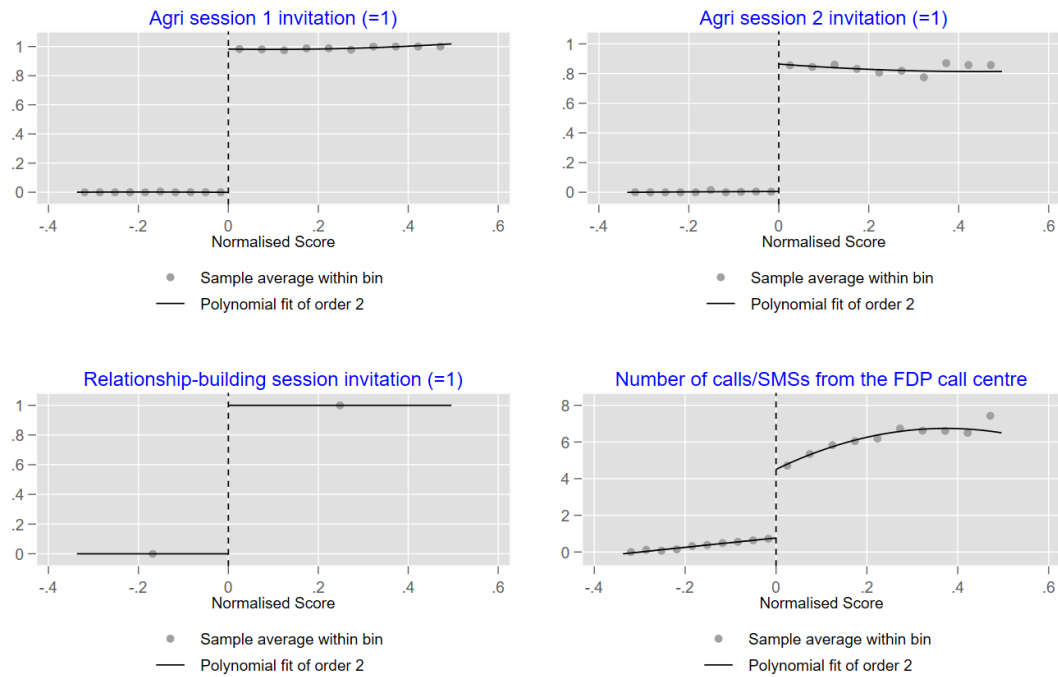 Agri session 1 invitation (=1)
1
.8
.6
.4
.2
0
-.4 -.2 0 .2 .4 .6
Normalised Score
Sample average within bin
Polynomial fit of order 2
Agri session 2 invitation (=1)
1
.8
.6
.4
.2
0
-.4 -.2 0 .2 .4 .6
Normalised Score
Sample average within bin
Polynomial fit of order 2
Relationship-building session invitation (=1)
1
.8
.6
.4
.2
0
-.4 -.2 0 .2 .4 .6
Normalised Score
Sample average within bin
Polynomial fit of order 2
Number of calls/SMSs from the FDP call centre
8
6
4
2
0
-.4 -.2 0 .2 .4 .6
Normalised Score
Sample average within bin
Polynomial fit of order 2